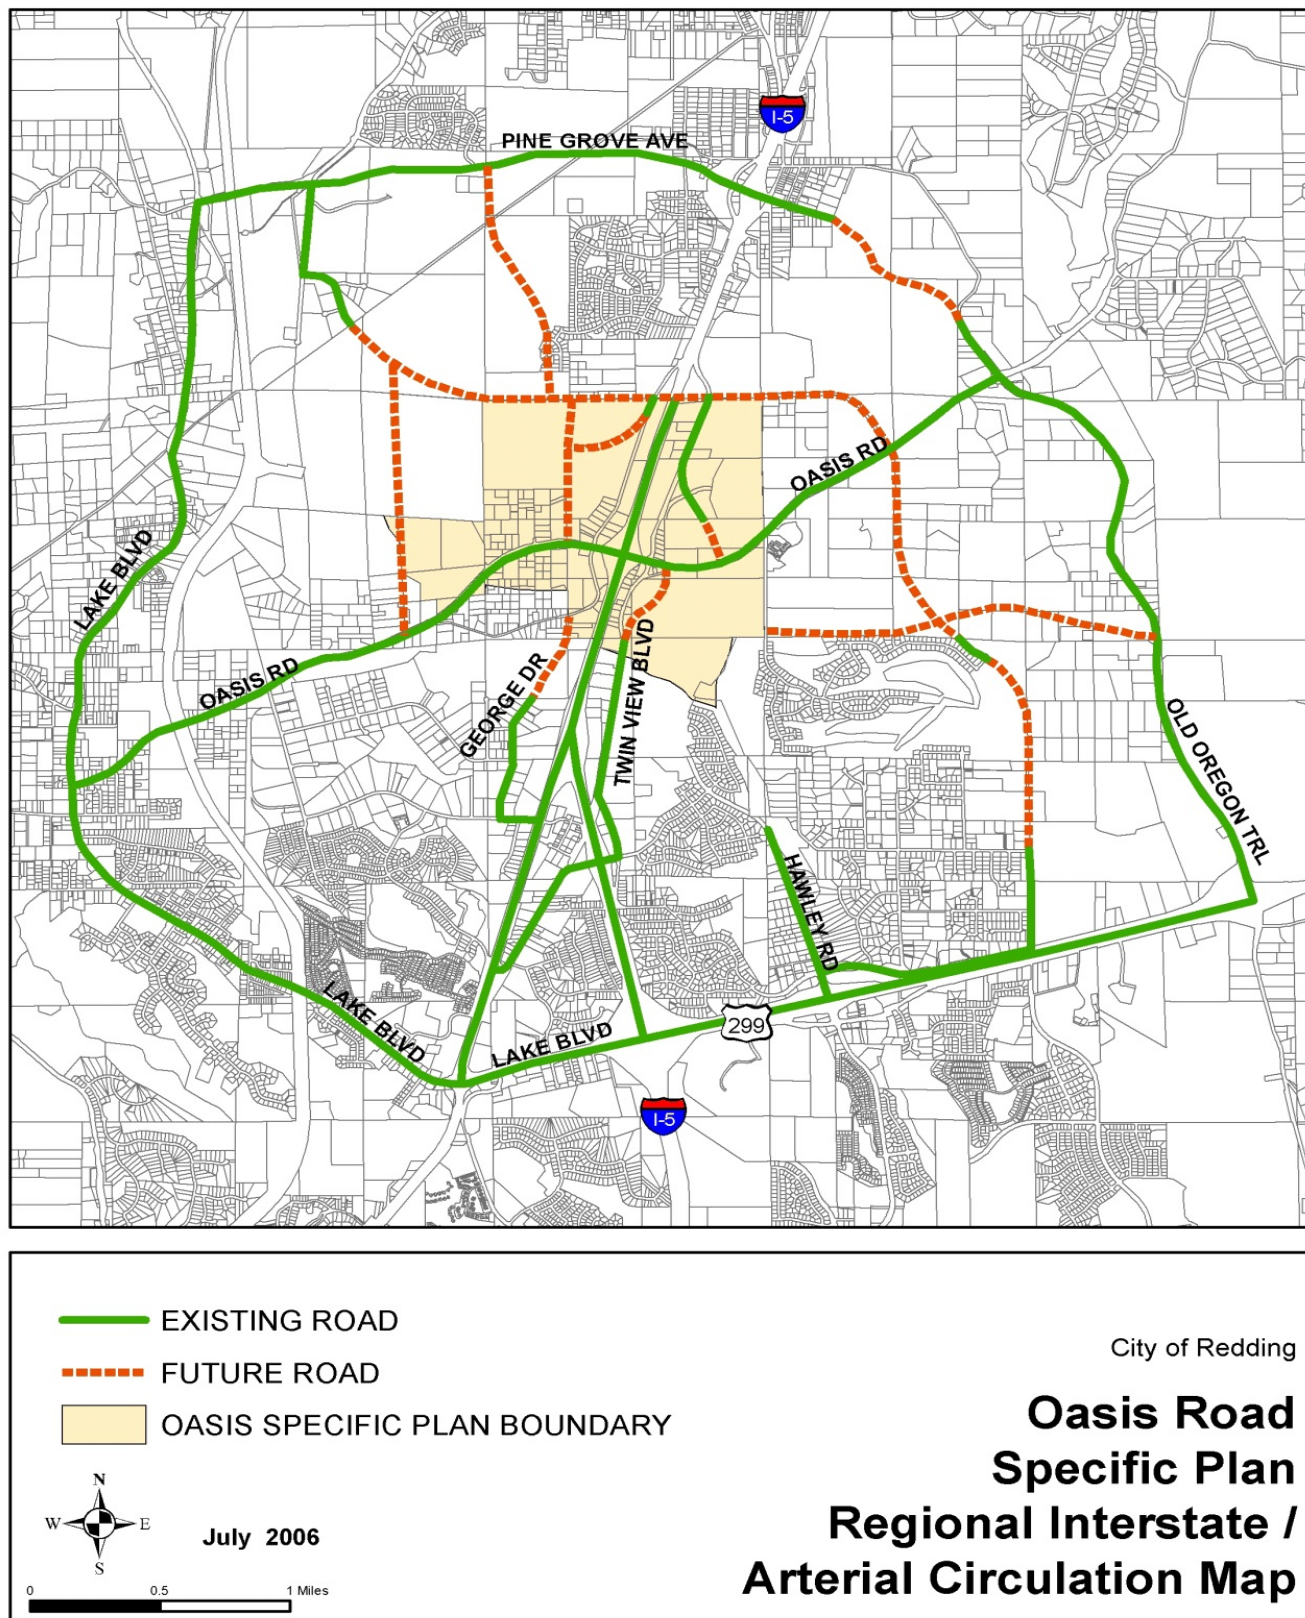 I-5
PINE GROVE AVE
OASIS RD
LAKE BLVD
OASIS RD
GEORGE DR
TWIN VIEW BLVD
OLD OREGON TRL
HAWLEY RD
LAKE BLVD
LAKE BLVD
299
I-5
EXISTING ROAD
FUTURE ROAD
OASIS SPECIFIC PLAN BOUNDARY
N
W
E
S
July 2006
0
0.5
1 Miles
City of Redding
Oasis Road
Specific Plan
Regional Interstate /
Arterial Circulation Map